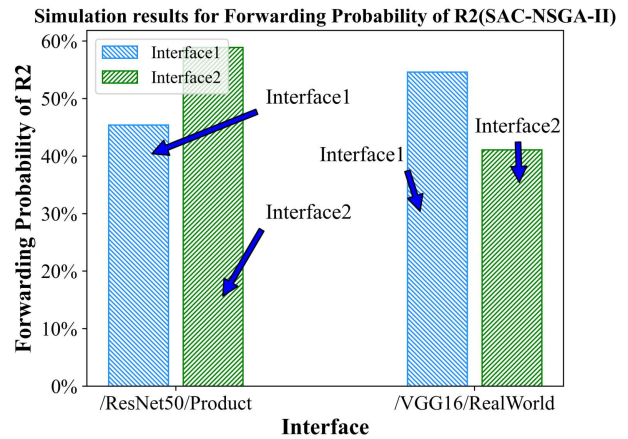 Simulation results for Forwarding Probability of R2(SAC-NSGA-II)
Forwarding Probability of R2
60%
50%
40%
30%
20%
10%
0%
Interface1
Interface2
Interface1
Interface2
Interface1
Interface2
/ResNet50/Product
/VGG16/RealWorld
Interface